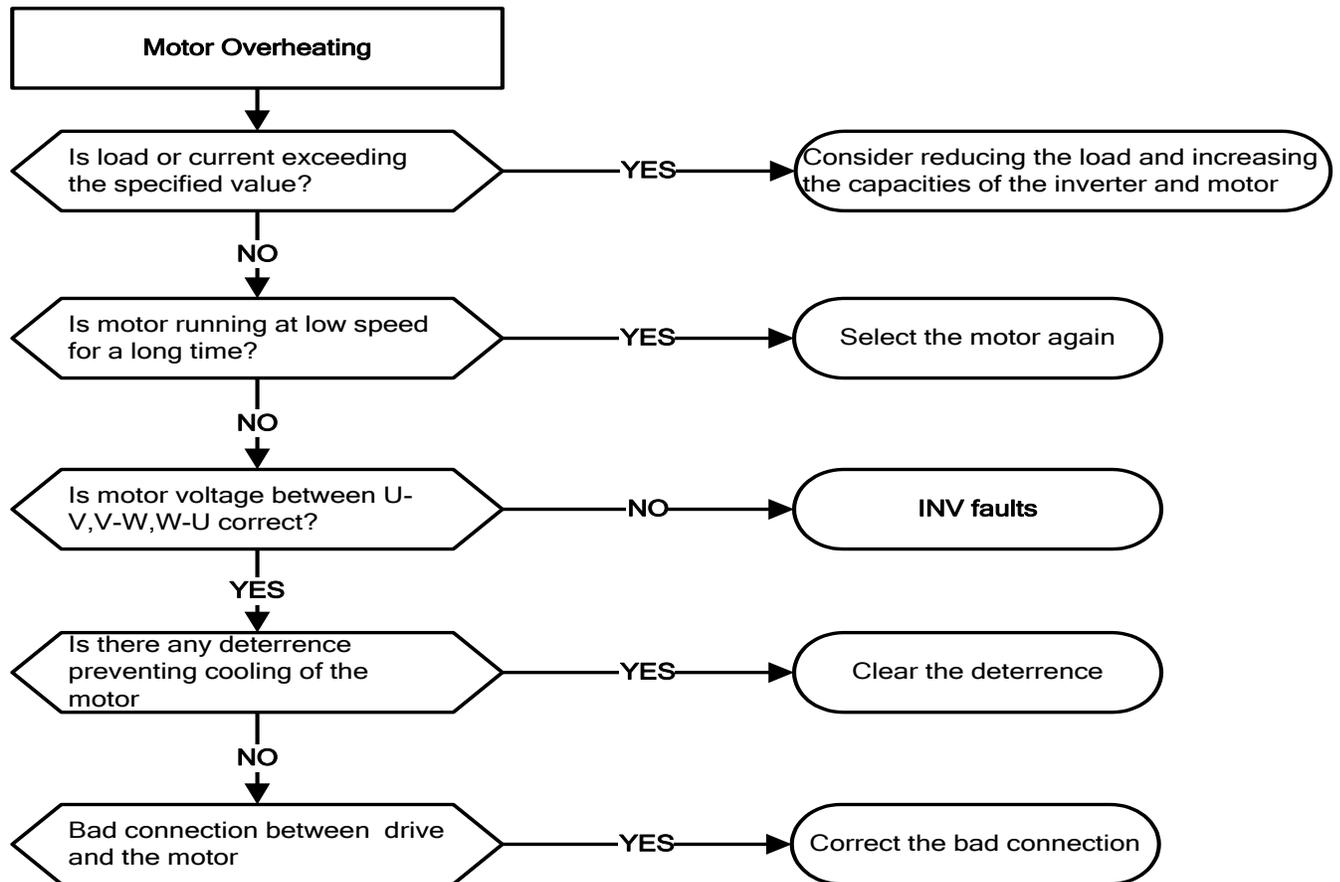 Motor Overheating
Is load or current exceeding
the specified value?
YES
Consider reducing the load and increasing
the capacities of the inverter and motor
NO
Is motor running at low speed
for a long time?
YES
Select the motor again
NO
Is motor voltage between U-
V,V-W,W-U correct?
NO
INV faults
YES
Is there any deterrence
preventing cooling of the
motor
YES
Clear the deterrence
NO
Bad connection between  drive
and the motor
YES
Correct the bad connection